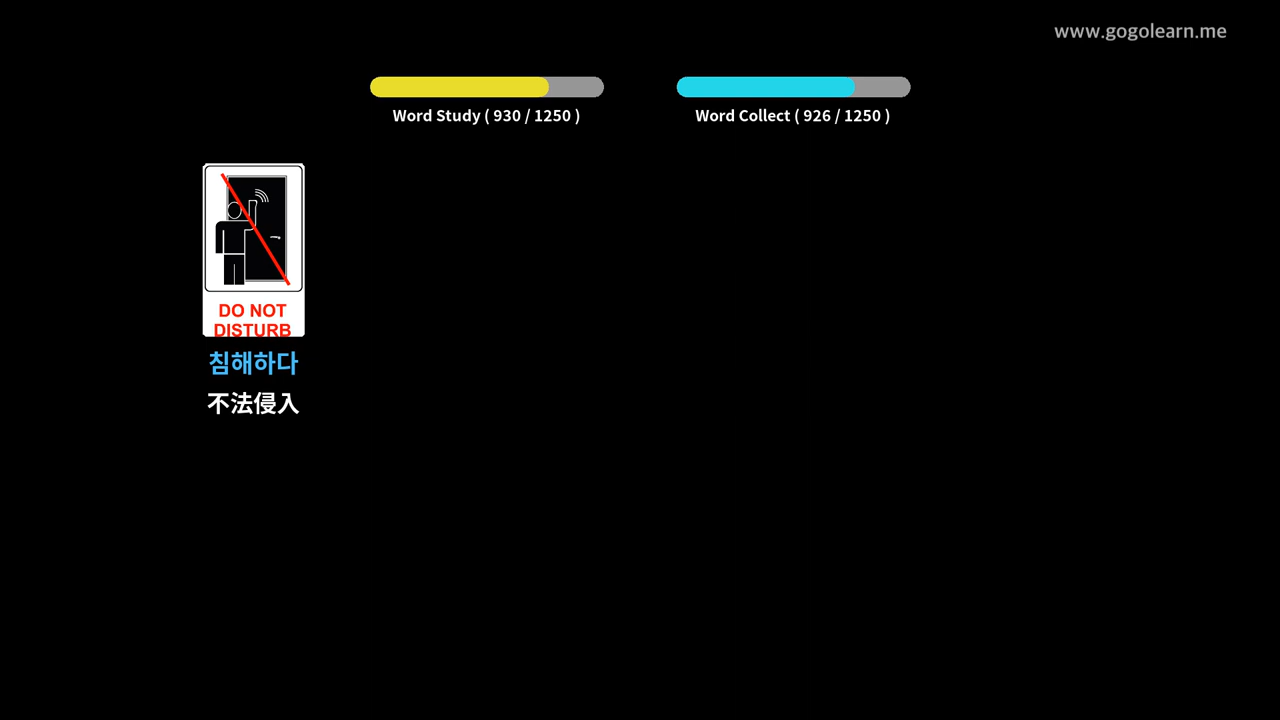 www.gogolearn.me
Word Study ( 930 / 1250 )
Word Collect ( 926 / 1250 )
DO NOT
DISTURB
침해하다
不法侵入